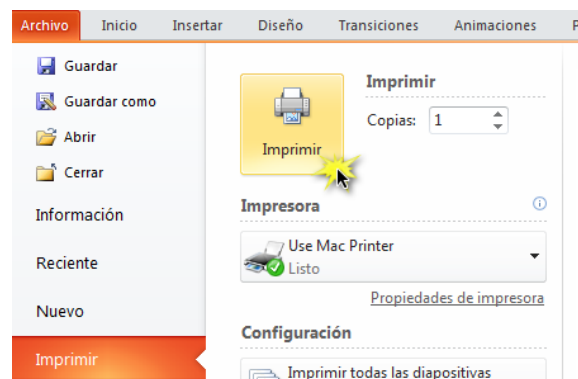 Archivo Inicio Insertar Diseño Transiciones Animaciones
Guardar
Guardar como
Abrir
Cerrar
Información
Reciente
Nuevo
Imprimir
Imprimir
Imprimir
Copias: 1
Impresora
Use Mac Printer
Listo
Propiedades de impresora
Configuración
Imprimir todas las diapositivas